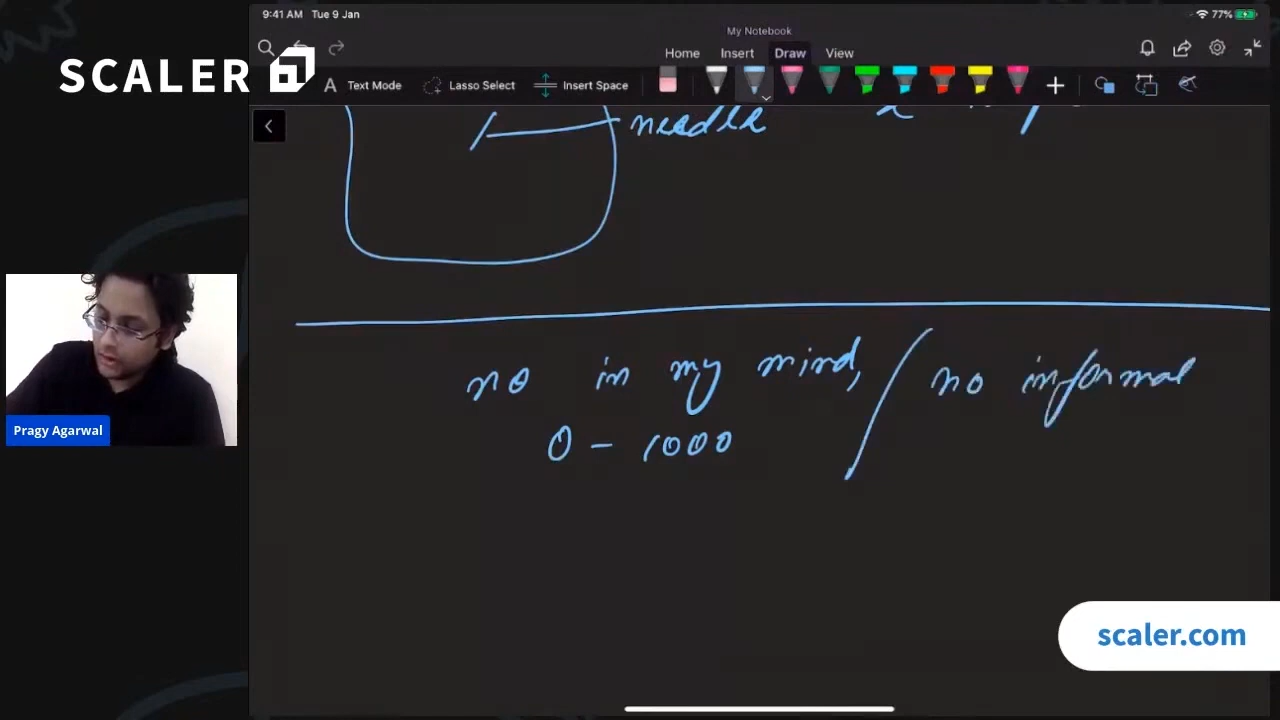 9:41 AM Tue 9 Jan
77%
My Notebook
Home Insert Draw View
SCALER
A Text Mode Lasso Select Insert Space
needle
no in my mind, / no informal
0 - 1000
Pragy Agarwal
scaler.com